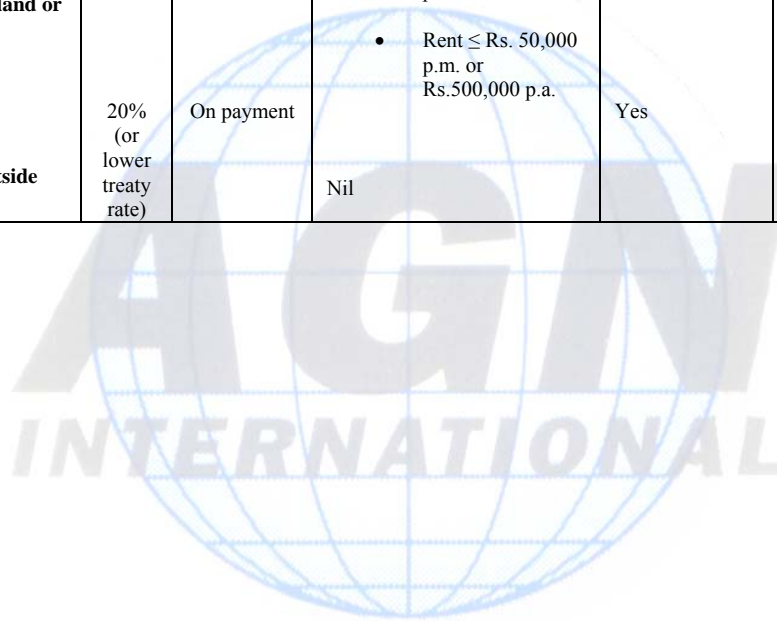 land or
• Rent ≤ Rs. 50,000
p.m. or
Rs.500,000 p.a.
20%
(or
lower
treaty
rate)
On payment
Yes
tside
Nil
AGN
INTERNATIONAL